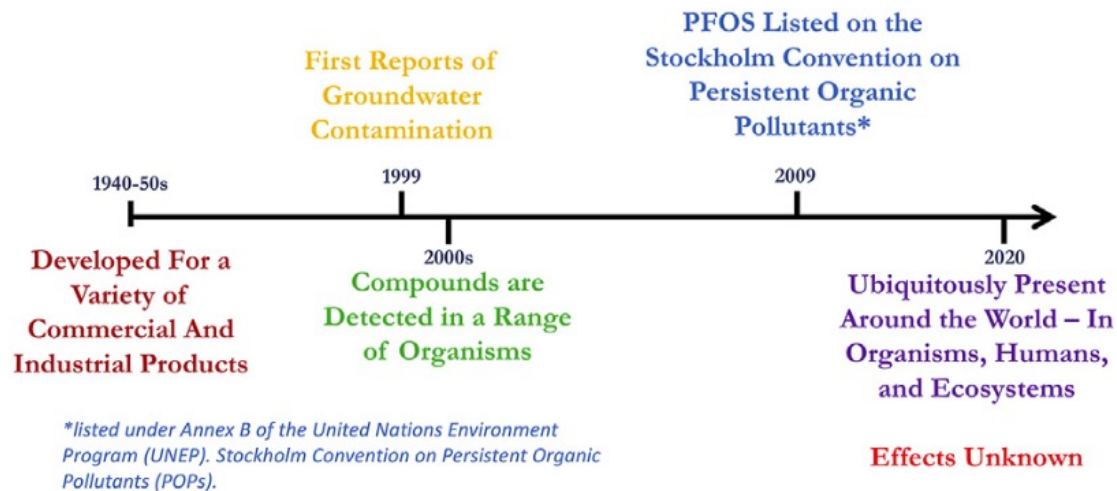 First Reports of
Groundwater
Contamination
PFOS Listed on the
Stockholm Convention on
Persistent Organic
Pollutants*
1940-50s
1999
2009
2000s
2020
Developed For a
Variety of
Commercial And
Industrial Products
Compounds are
Detected in a Range
of Organisms
Ubiquitously Present
Around the World – In
Organisms, Humans,
and Ecosystems
*listed under Annex B of the United Nations Environment
Program (UNEP). Stockholm Convention on Persistent Organic
Pollutants (POPs).
Effects Unknown